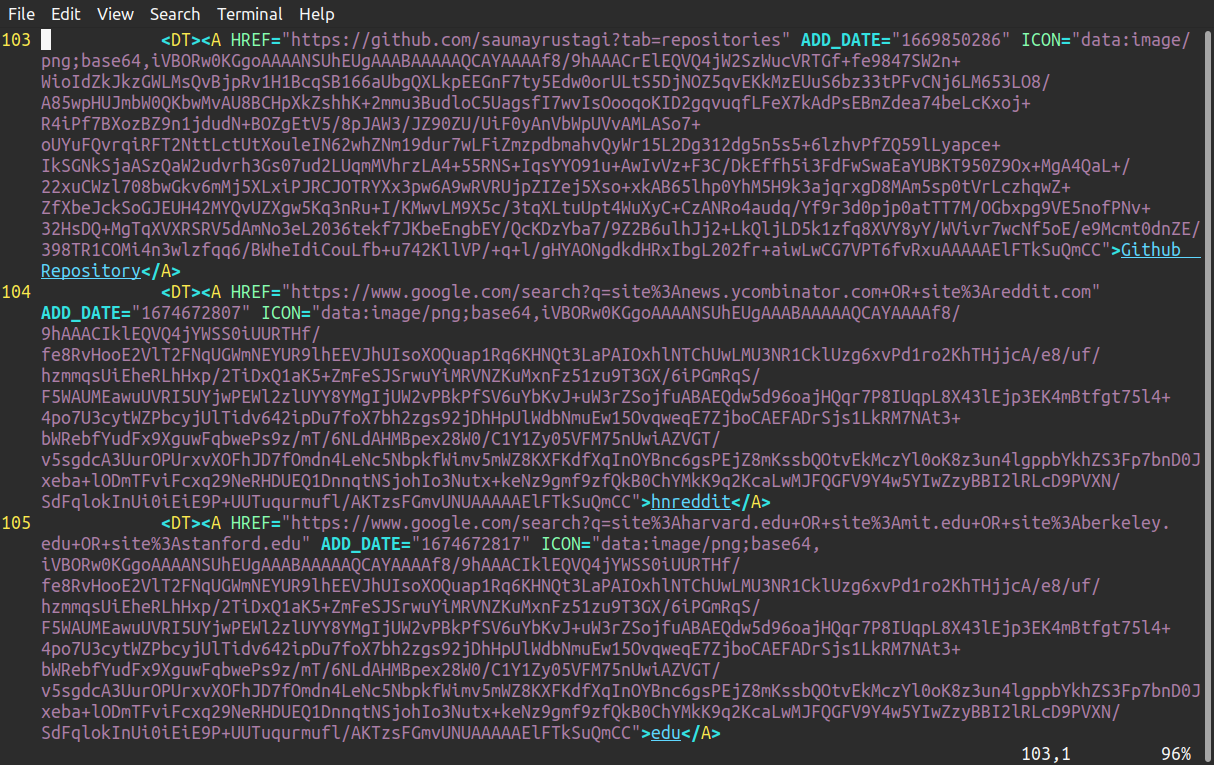 File Edit View Search Terminal Help
103 <DT><A HREF="https://github.com/saumayrustagi?tab=repositories" ADD_DATE="1669850286" ICON="data:image/
png;base64,iVBORw0KGgoAAAANSUhEUgAAABAAAAAQCAYAAAAf8/9hAAACrElEQVQ4jW2SzWucVRTGf+fe9847SW2n+
WioIdZkJkzGWLMsQvBjpRv1H1BcqSB166aUbgQXLkpEEGnF7ty5Edw0orULtS5DjNOZ5qvEKkMzEUuS6bz33tPFvCNj6LM653LO8/
A85wpHUJmbW0QKbwMvAU8BCHpXkZshhK+2mmu3BudloC5UagsfI7wvIsOooqoKID2gqvuqfLFeX7kAdPsEBmZdea74beLcKxoj+
R4iPf7BXozBZ9n1jdudN+BOZgEtV5/8pJAW3/JZ90ZU/UiF0yAnVbWpUVvAMLASo7+
oUYuFQvrqiRFT2NttLctUtXouleIN62whZNm19dur7wLFiZmzpdbmahvQyWr15L2Dg312dg5n5s5+6lzhvPfZQ59lLyapce+
IkSGNkSjaASzQaW2udvrh3Gs07ud2LUqmMVhrzLA4+55RNS+IqsYYO91u+AwIvVz+F3C/DkEffh5i3FdFwSwaEaYUBKT950Z9Ox+MgA4QaL+/
22xuCWzl708bwGkv6mMj5XLxiPJRCJOTRYXx3pw6A9wRVRUjpZIZej5Xso+xkAB65lhp0YhM5H9k3ajqrxgD8MAm5sp0tVrLczhqwZ+
ZfXbeJckSoGJEUH42MYQvUZXgw5Kq3nRu+I/KMwvLM9X5c/3tqXLtuUpt4WuXyC+CzANRo4audq/Yf9r3d0pjp0atTT7M/OGbxpg9VE5nofPNv+
32HsDQ+MgTqXVXRSRV5dAmNo3eL2036tekf7JKbeEngbEY/QcKDzYba7/9Z2B6ulhJj2+LkQljLD5k1zfq8XVY8yY/WVivr7wcNf5oE/e9Mcmt0dnZE/
398TR1COMi4n3wlzfqq6/BWheIdiCouLfb+u742KllVP/+q+l/gHYAONgdkdHRxIbgL202fr+aiwLwCG7VPT6fvRxuAAAAAElFTkSuQmCC">Github
Repository</A>
104 <DT><A HREF="https://www.google.com/search?q=site%3Anews.ycombinator.com+OR+site%3Areddit.com"
ADD_DATE="1674672807" ICON="data:image/png;base64,iVBORw0KGgoAAAANSUhEUgAAABAAAAAQCAYAAAAf8/
9hAAACIklEQVQ4jYWSS0iUURTHf/
fe8RvHooE2VlT2FNqUGWmNEYUR9lhEEVJhUIsoXOQuap1Rq6KHNQt3LaPAIOxhlNTChUwLMU3NR1CklUzg6xvPd1ro2KhTHjjcA/e8/uf/
hzmmqsUiEheRLhHxp/2TiDxQ1aK5+ZmFeSJSrwuYiMRVNZKuMxnFz51zu9T3GX/6iPGmRqS/
F5WAUMEawuUVRI5UYjwPEWl2zlUYY8YMgIjUW2vPBkPfSV6uYbKvJ+uW3rZSojfuABAEQdw5d96oajHQqr7P8IUqpL8X43lEjp3EK4mBtfgt75l4+
4po7U3cytWZPbcyjUlTidv642ipDu7foX7bh2zgs92jDhHpUlWdbNmuEw15OvqweqE7ZjboCAEFADrSjs1LkRM7NAt3+
bWRebfYudFx9XguwFqbwePs9z/mT/6NLdAHMBpex28W0/C1Y1Zy05VFM75nUwiAZVGT/
v5sgdcA3UurOPUrxvXOFhJD7fOmdn4LeNc5NbpkfWimv5mWZ8KXFKdfXqInOYBnc6gsPEjZ8mKssbQOtvEkMczYl0oK8z3un4lgppbYkhZS3Fp7bnD0J
xeba+lODmTFviFcxq29NeRHDUEQ1DnnqtNSjohIo3Nutx+keNz9gmf9zfQkB0ChYMkK9q2KcaLwMJFQGFV9Y4w5YIwZzyBBI2lRLcD9PVXN/
SdFqlokInUi0iEiE9P+UUTuqurmufl/AKTzsFGmvUNUAAAAAElFTkSuQmCC">hnreddit</A>
105 <DT><A HREF="https://www.google.com/search?q=site%3Aharvard.edu+OR+site%3Amit.edu+OR+site%3Aberkeley.
edu+OR+site%3Astanford.edu" ADD_DATE="1674672817" ICON="data:image/png;base64,
iVBORw0KGgoAAAANSUhEUgAAABAAAAAQCAYAAAAf8/9hAAACIklEQVQ4jYWSS0iUURTHf/
fe8RvHooE2VlT2FNqUGWmNEYUR9lhEEVJhUIsoXOQuap1Rq6KHNQt3LaPAIOxhlNTChUwLMU3NR1CklUzg6xvPd1ro2KhTHjjcA/e8/uf/
hzmmqsUiEheRLhHxp/2TiDxQ1aK5+ZmFeSJSrwuYiMRVNZKuMxnFz51zu9T3GX/6iPGmRqS/
F5WAUMEawuUVRI5UYjwPEWl2zlUYY8YMgIjUW2vPBkPfSV6uYbKvJ+uW3rZSojfuABAEQdw5d96oajHQqr7P8IUqpL8X43lEjp3EK4mBtfgt75l4+
4po7U3cytWZPbcyjUlTidv642ipDu7foX7bh2zgs92jDhHpUlWdbNmuEw15OvqweqE7ZjboCAEFADrSjs1LkRM7NAt3+
bWRebfYudFx9XguwFqbwePs9z/mT/6NLdAHMBpex28W0/C1Y1Zy05VFM75nUwiAZVGT/
v5sgdcA3UurOPUrxvXOFhJD7fOmdn4LeNc5NbpkfWimv5mWZ8KXFKdfXqInOYBnc6gsPEjZ8mKssbQOtvEkMczYl0oK8z3un4lgppbYkhZS3Fp7bnD0J
xeba+lODmTFviFcxq29NeRHDUEQ1DnnqtNSjohIo3Nutx+keNz9gmf9zfQkB0ChYMkK9q2KcaLwMJFQGFV9Y4w5YIwZzyBBI2lRLcD9PVXN/
SdFqlokInUi0iEiE9P+UUTuqurmufl/AKTzsFGmvUNUAAAAAElFTkSuQmCC">edu</A>
103,1 96%